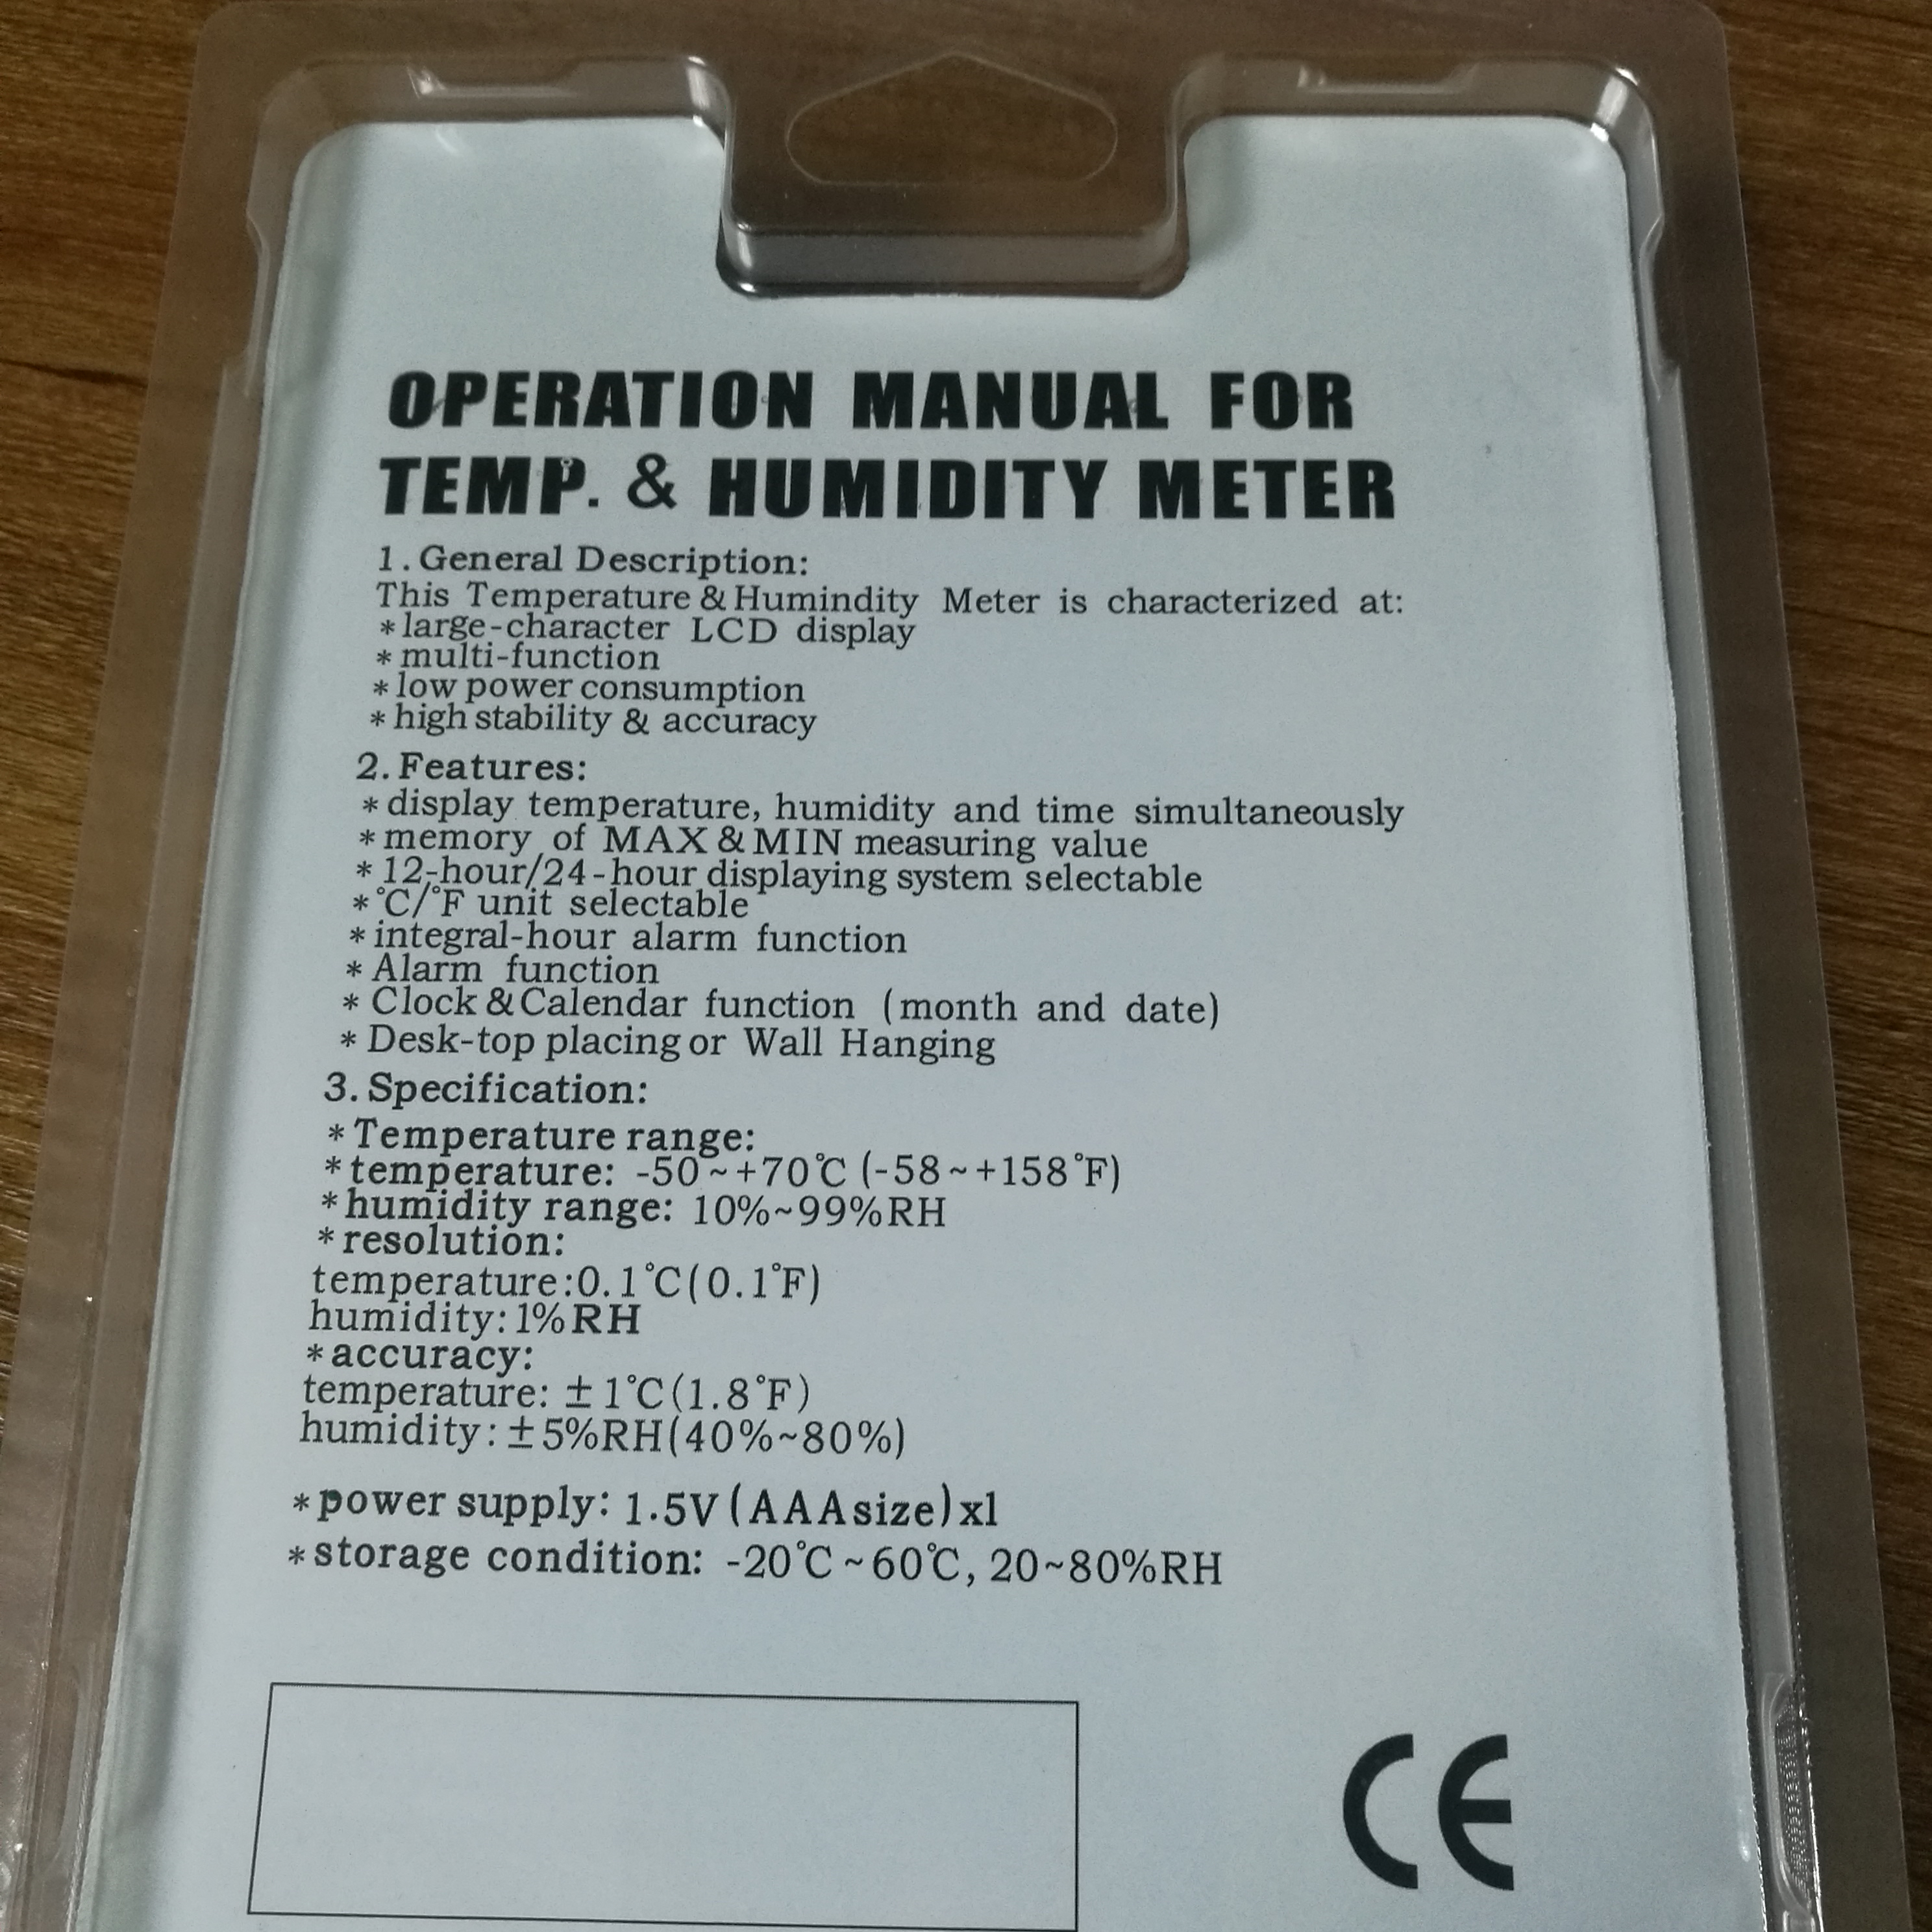 OPERATION MANUAL FOR
TEMP. & HUMIDITY METER
1. General Description:
This Temperature & Humindity Meter is characterized at:
* large-character LCD display
* multi-function
* low power consumption
* high stability & accuracy
2. Features:
* display temperature, humidity and time simultaneously
* memory of MAX & MIN measuring value
* 12-hour/24-hour displaying system selectable
* °C/°F unit selectable
* integral-hour alarm function
* Alarm function
* Clock & Calendar function (month and date)
* Desk-top placing or Wall Hanging
3. Specification:
* Temperature range:
* temperature: -50~+70℃ (-58~+158°F)
* humidity range: 10%~99%RH
* resolution:
temperature:0.1°C(0.1°F)
humidity: 1%RH
* accuracy:
temperature: ±1°C(1.8°F)
humidity: ±5%RH(40%~80%)
* power supply: 1.5V (AAA size) x1
* storage condition: -20℃~60℃, 20~80%RH
CE